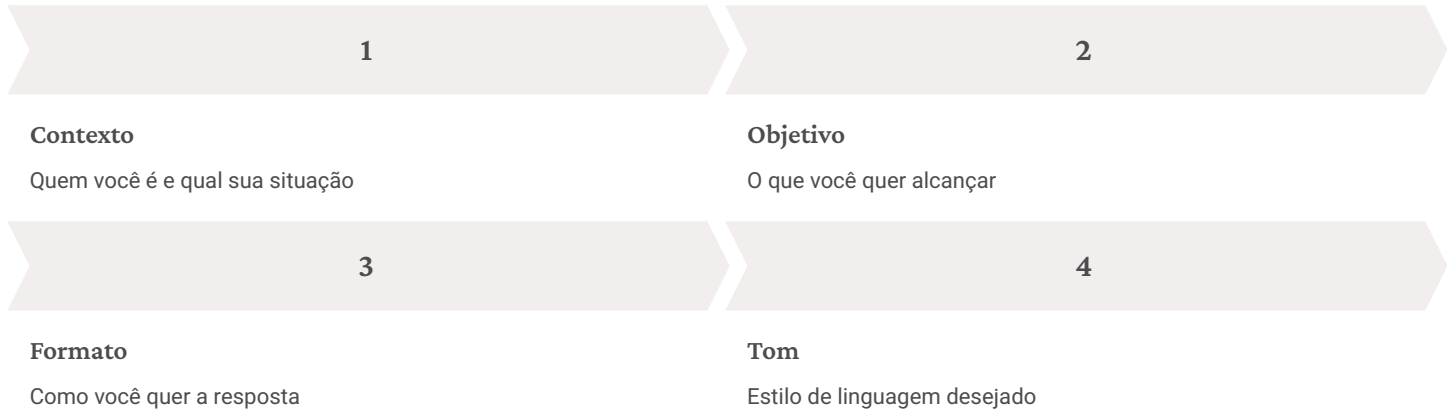 1
Contexto
Quem você é e qual sua situação
2
Objetivo
O que você quer alcançar
3
Formato
Como você quer a resposta
4
Tom
Estilo de linguagem desejado